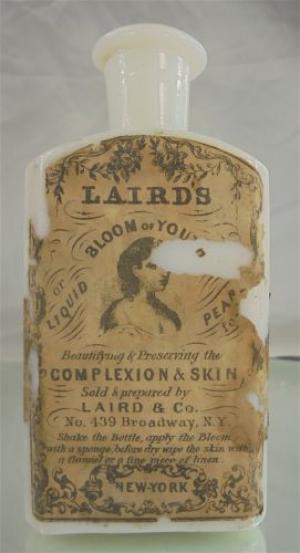 LAIRDS
BLOOM OF YOU
OR
LIQUID
PEAR
Beautifying & Preserving the
COMPLEXION & SKIN
Sold & prepared by
LAIRD & Co.
No. 439 Broadway, N.Y.
Shake the Bottle, apply the Bloom
with a sponge, before dry wipe the skin with
a flannel or a fine piece of linen.
NEW-YORK